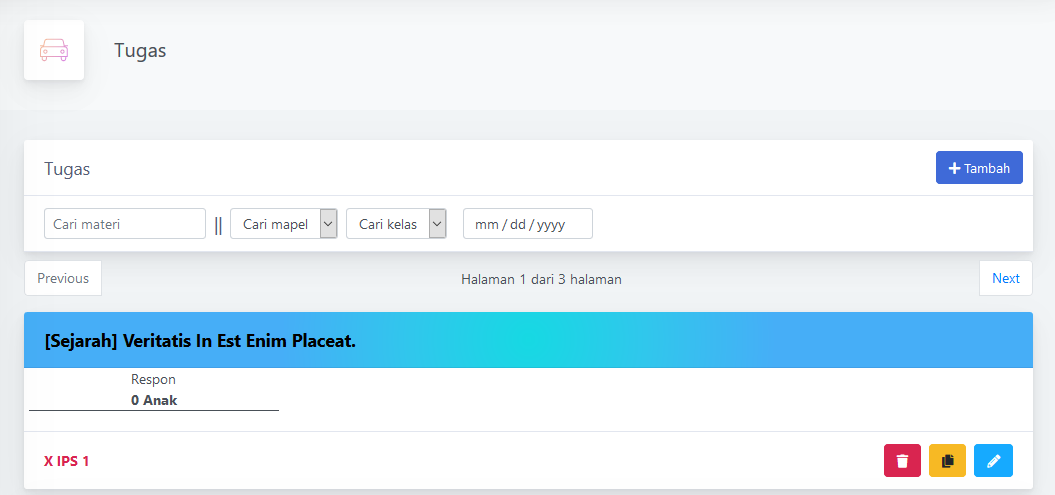 Tugas
Tugas
Tambah
Cari materi || Cari mapel Cari kelas mm / dd / yyyy
Previous Halaman 1 dari 3 halaman Next
[Sejarah] Veritatis In Est Enim Placeat.
Respon
0 Anak
X IPS 1